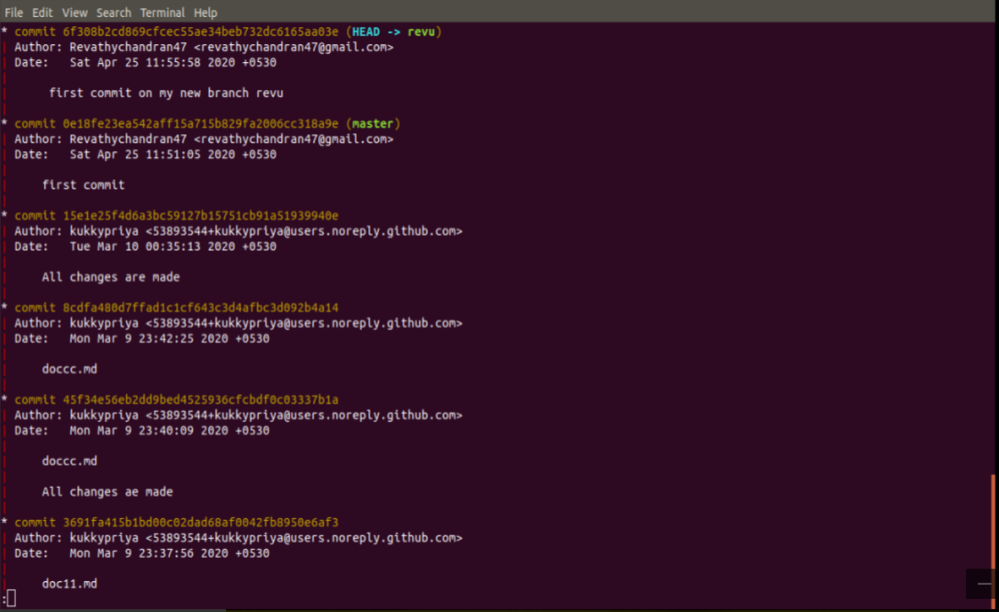 File Edit View Search Terminal Help
* commit 6f308b2cd869cfcec55ae34beb732dc6165aa03e (HEAD -> revu)
| Author: Revathychandran47 <revathychandran47@gmail.com>
| Date:   Sat Apr 25 11:55:58 2020 +0530
|
|     first commit on my new branch revu
|
* commit 0e18fe23ea542aff15a715b829fa2006cc318a9e (master)
| Author: Revathychandran47 <revathychandran47@gmail.com>
| Date:   Sat Apr 25 11:51:05 2020 +0530
|
|     first commit
|
* commit 15e1e25f4d6a3bc59127b15751cb91a51939940e
| Author: kukkypriya <53893544+kukkypriya@users.noreply.github.com>
| Date:   Tue Mar 10 00:35:13 2020 +0530
|
|     All changes are made
|
* commit 8cdfa480d7ffad1c1cf643c3d4afbc3d092b4a14
| Author: kukkypriya <53893544+kukkypriya@users.noreply.github.com>
| Date:   Mon Mar 9 23:42:25 2020 +0530
|
|     doccc.md
|
* commit 45f34e56eb2dd9bed4525936cfcbdf0c03337b1a
| Author: kukkypriya <53893544+kukkypriya@users.noreply.github.com>
| Date:   Mon Mar 9 23:40:09 2020 +0530
|
|     doccc.md
|
|     All changes ae made
|
* commit 3691fa415b1bd00c02dad68af0042fb8950e6af3
| Author: kukkypriya <53893544+kukkypriya@users.noreply.github.com>
| Date:   Mon Mar 9 23:37:56 2020 +0530
|
|     doc11.md
: